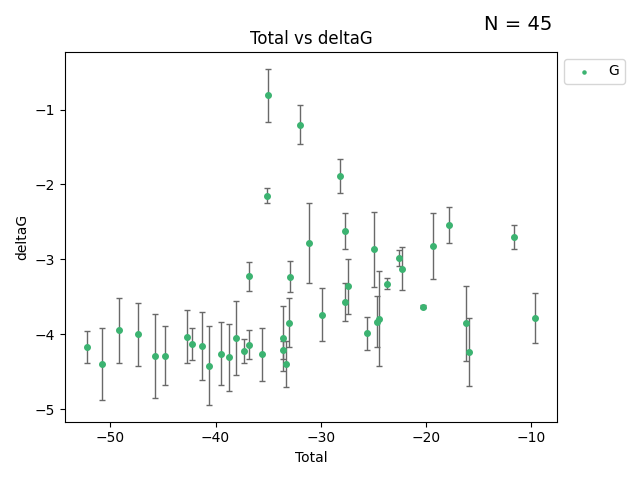 N = 45
Total vs deltaG
G
−1
−2
−3
−4
−5
deltaG
−50 −40 −30 −20 −10
Total